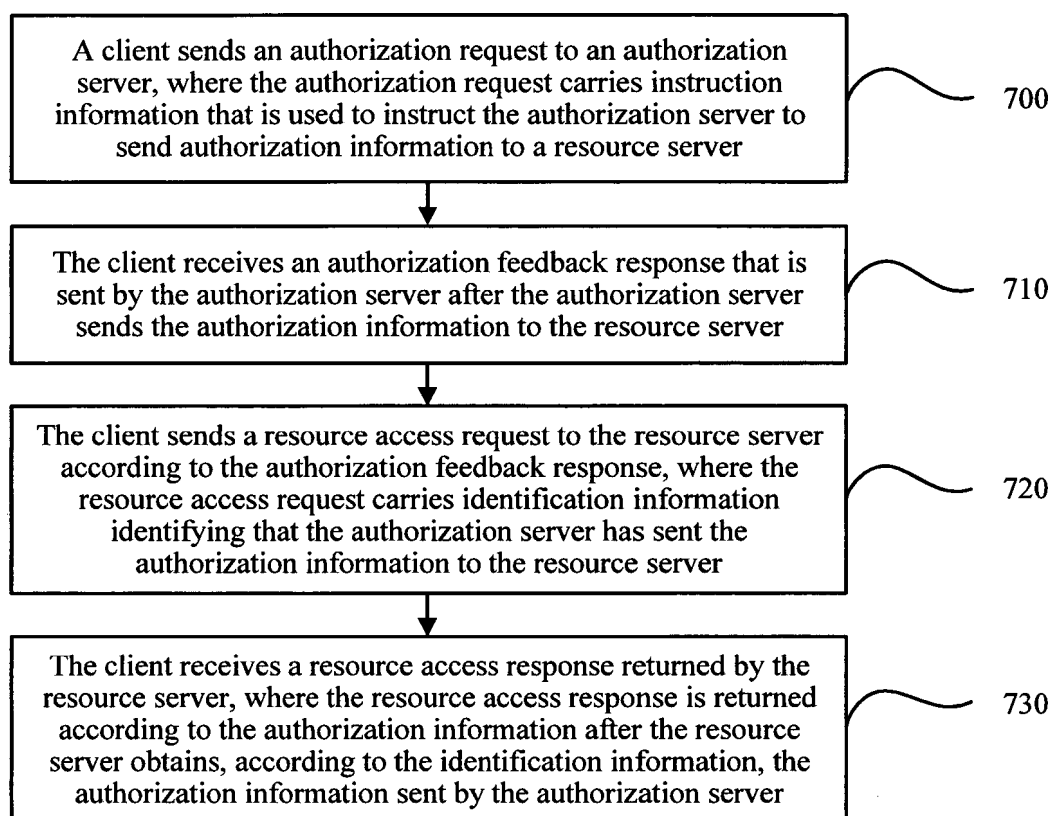 A client sends an authorization request to an authorization
server, where the authorization request carries instruction
information that is used to instruct the authorization server to
send authorization information to a resource server
700
The client receives an authorization feedback response that is
sent by the authorization server after the authorization server
sends the authorization information to the resource server
710
The client sends a resource access request to the resource server
according to the authorization feedback response, where the
resource access request carries identification information
identifying that the authorization server has sent the
authorization information to the resource server
720
The client receives a resource access response returned by the
resource server, where the resource access response is returned
according to the authorization information after the resource
server obtains, according to the identification information, the
authorization information sent by the authorization server
730